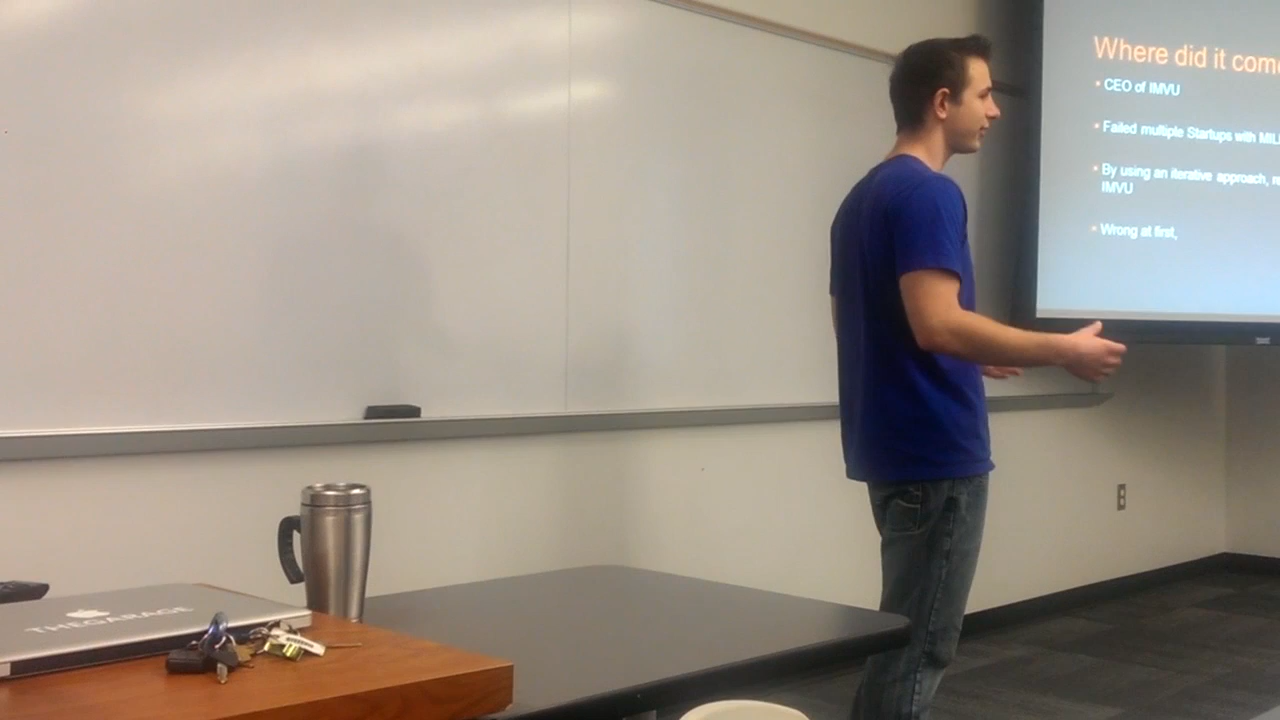 Where did it come
CEO of IMVU
Failed multiple Startups with MIL
By using an iterative approach, r
IMVU
Wrong at first,
THEGARAGE